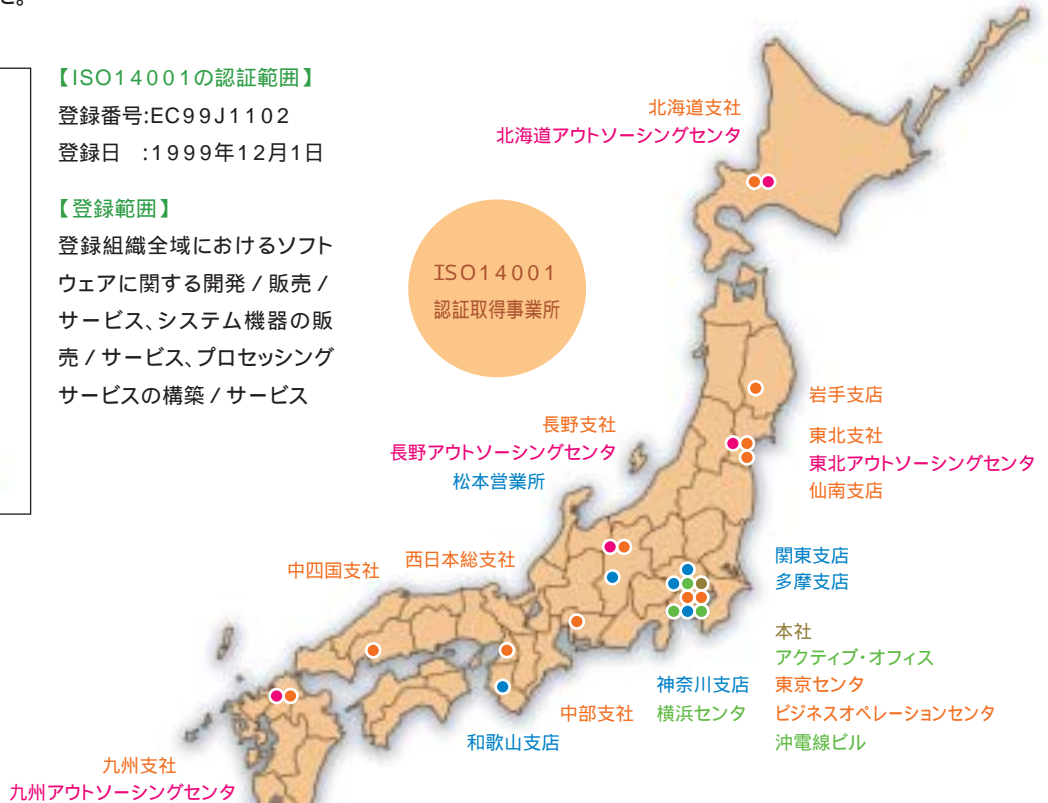 た。
【ISO14001の認証範囲】
登録番号:EC99J1102
登録日 :1999年12月1日
【登録範囲】
登録組織全域におけるソフト
ウェアに関する開発 / 販売 /
サービス、システム機器の販
売 / サービス、プロセッシング
サービスの構築 / サービス
ISO14001
認証取得事業所
北海道支社
北海道アウトソーシングセンタ
岩手支店
東北支社
東北アウトソーシングセンタ
仙南支店
長野支社
長野アウトソーシングセンタ
松本営業所
西日本総支社
中四国支社
関東支店
多摩支店
本社
アクティブ・オフィス
東京センタ
ビジネスオペレーションセンタ
沖電線ビル
神奈川支店
横浜センタ
中部支社
和歌山支店
九州支社
九州アウトソーシングセンタ